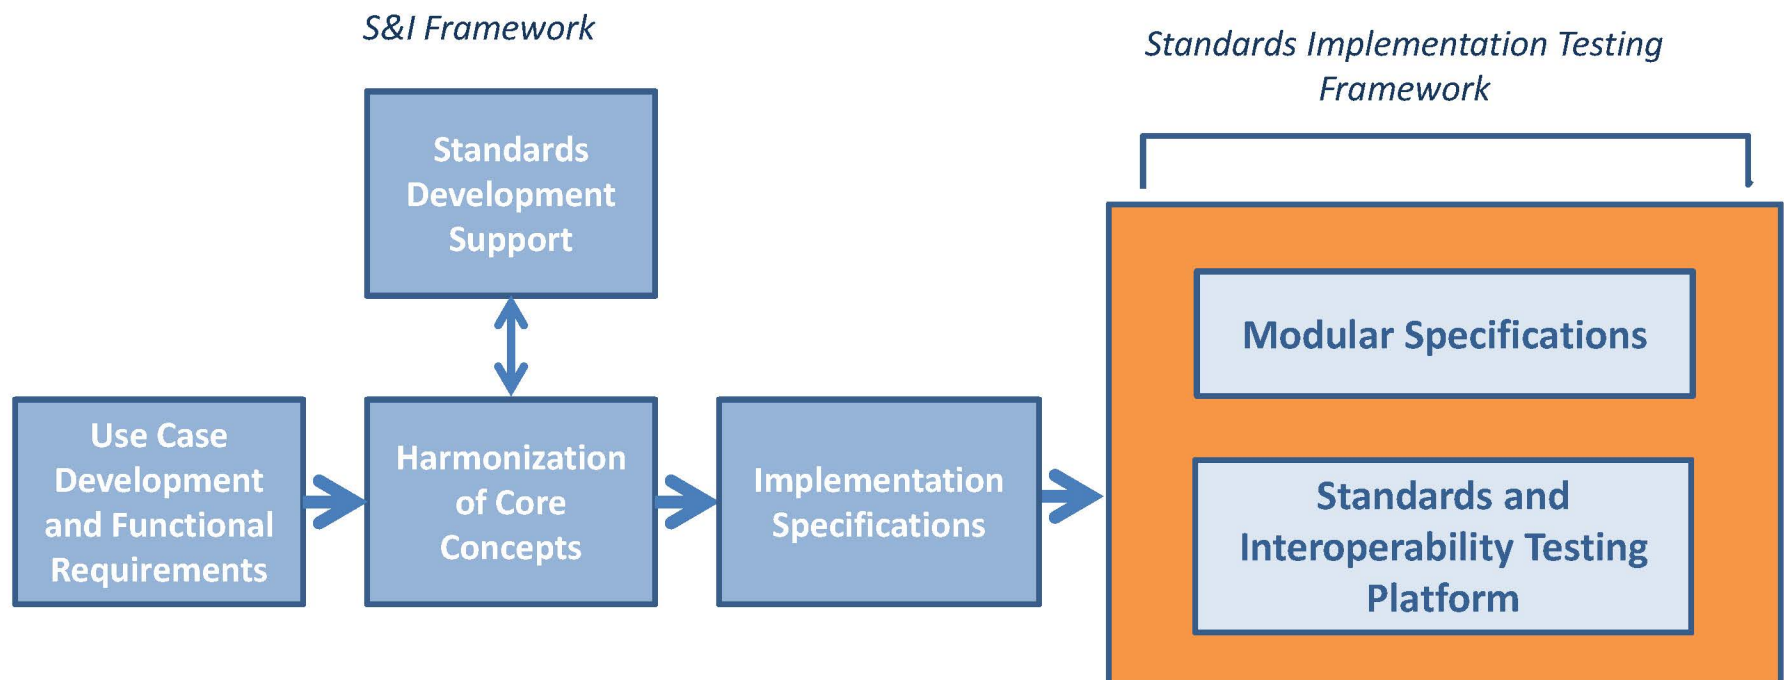 S&I Framework
Standards Implementation Testing
Framework
Standards
Development
Support
Modular Specifications
Use Case
Development
and Functional
Requirements
Harmonization
of Core
Concepts
Implementation
Specifications
Standards and
Interoperability Testing
Platform